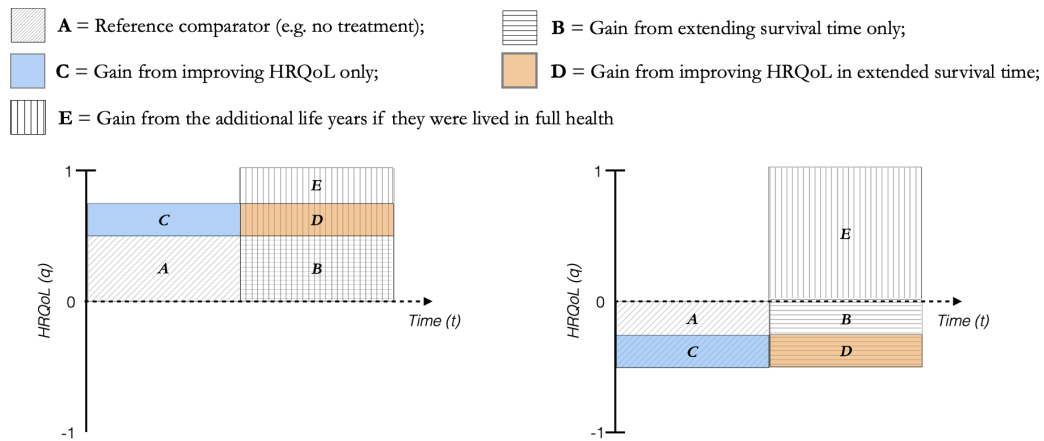 A = Reference comparator (e.g. no treatment);
B = Gain from extending survival time only;
C = Gain from improving HRQoL only;
D = Gain from improving HRQoL in extended survival time;
E = Gain from the additional life years if they were lived in full health
1
E
C
D
A
B
0
HRQoL (q)
Time (t)
-1
1
E
0
A
B
HRQoL (q)
Time (t)
C
D
-1